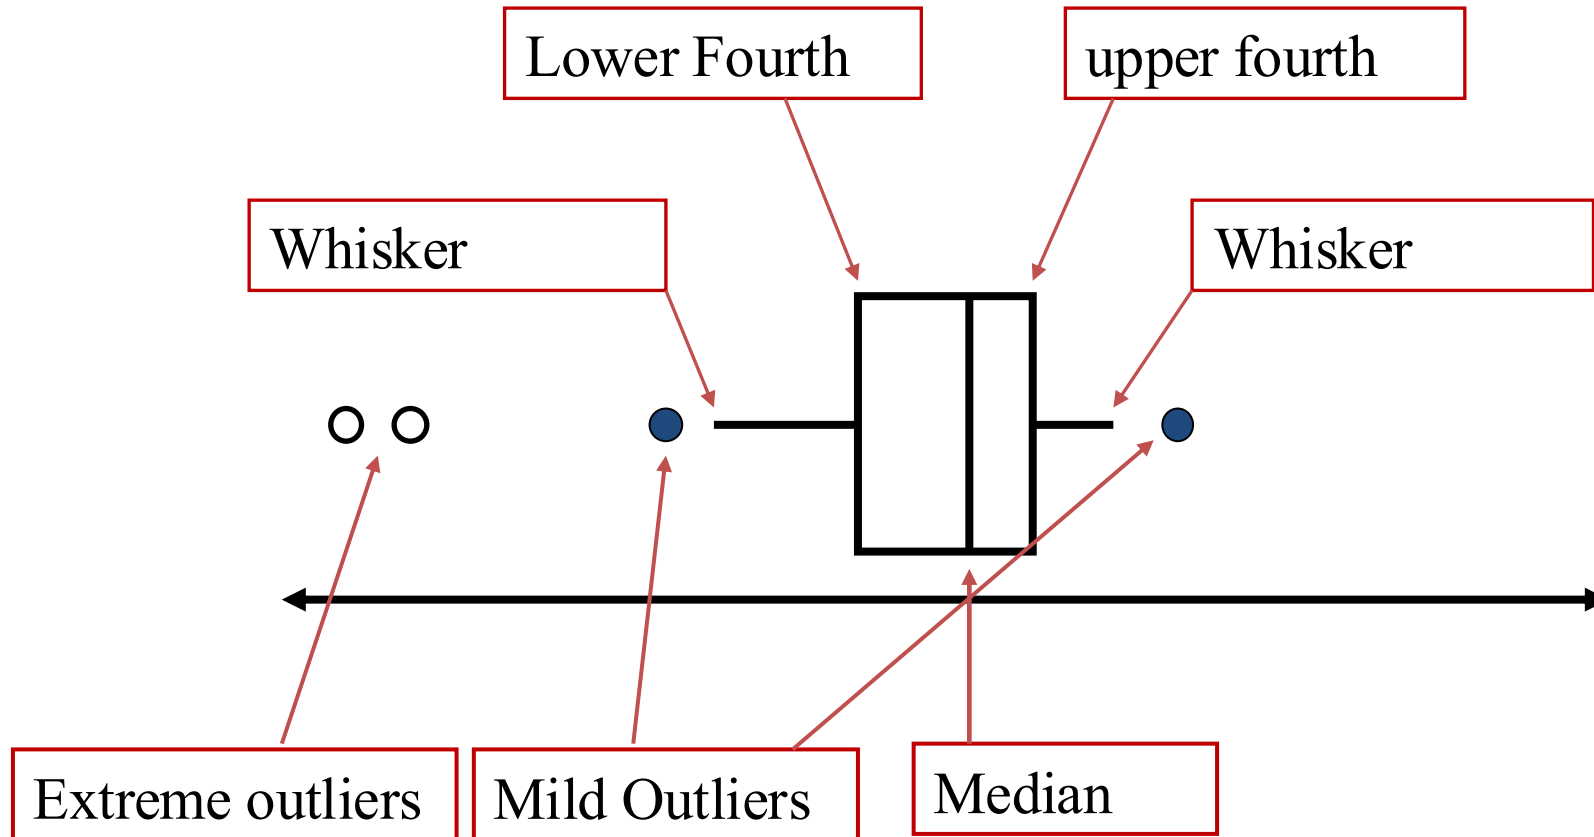 Lower Fourth
upper fourth
Whisker
Whisker
Extreme outliers
Mild Outliers
Median